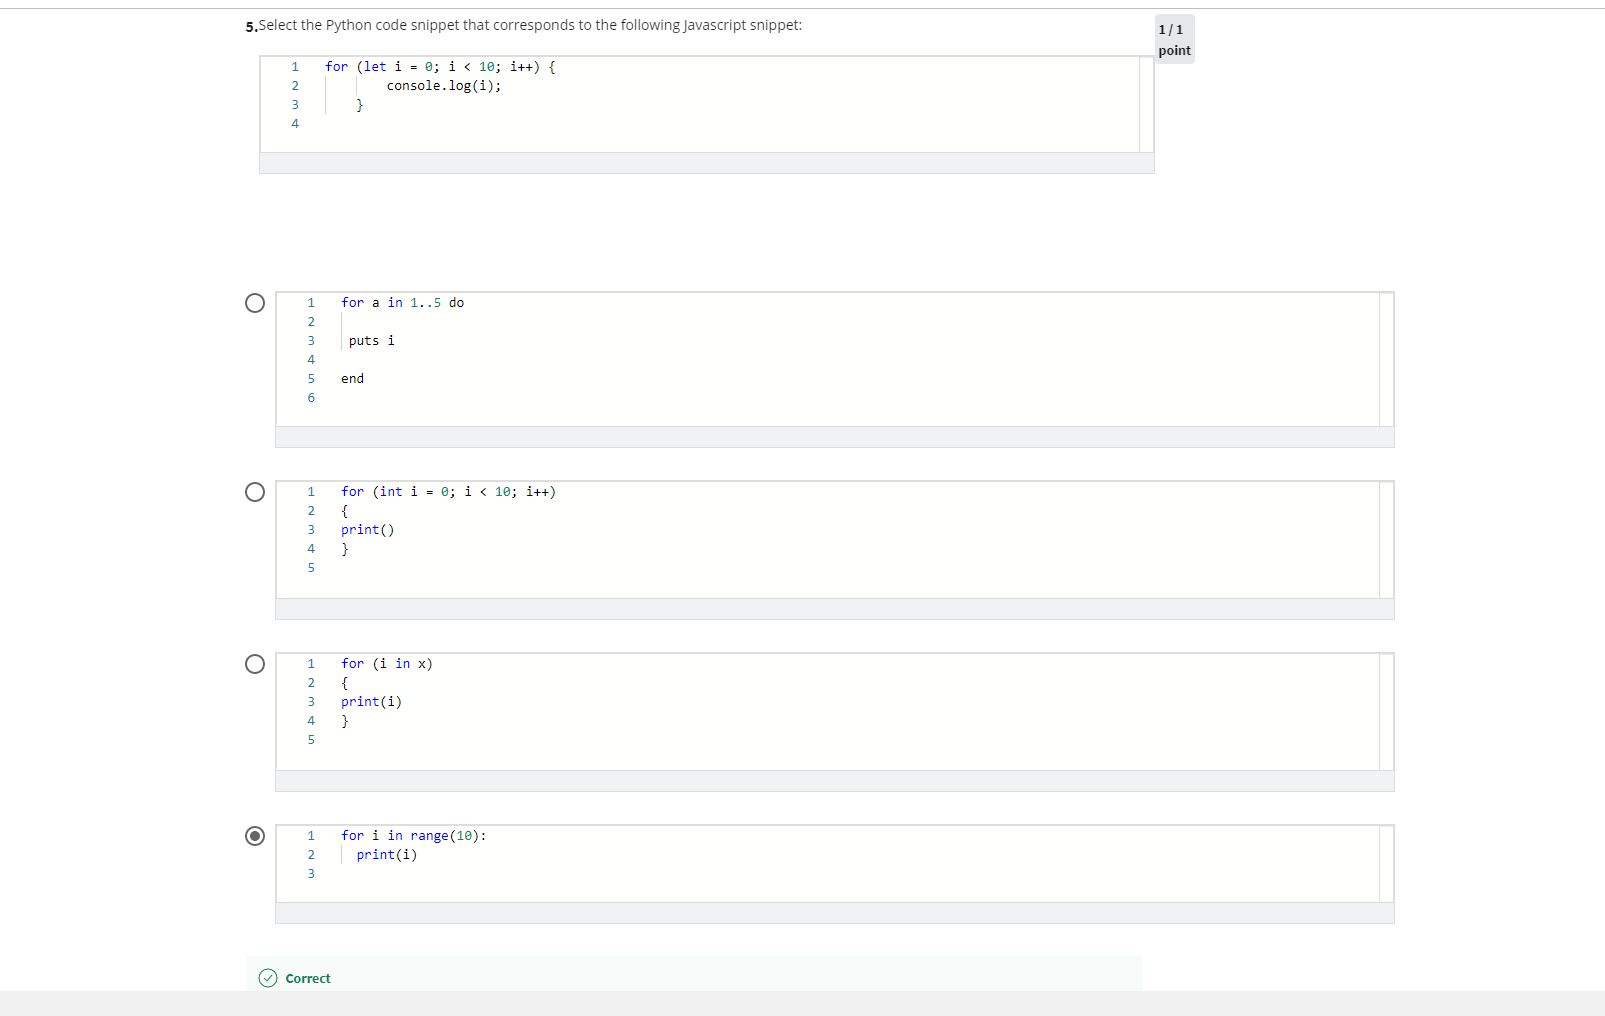 5.Select the Python code snippet that corresponds to the following Javascript snippet:
1 / 1
point
1 for (let i = 0; i < 10; i++) {
2 console.log(i);
3 }
4
1 for a in 1..5 do
2
3 puts i
4
5 end
6
1 for (int i = 0; i < 10; i++)
2 {
3 print()
4 }
5
1 for (i in x)
2 {
3 print(i)
4 }
5
1 for i in range(10):
2 print(i)
3
Correct